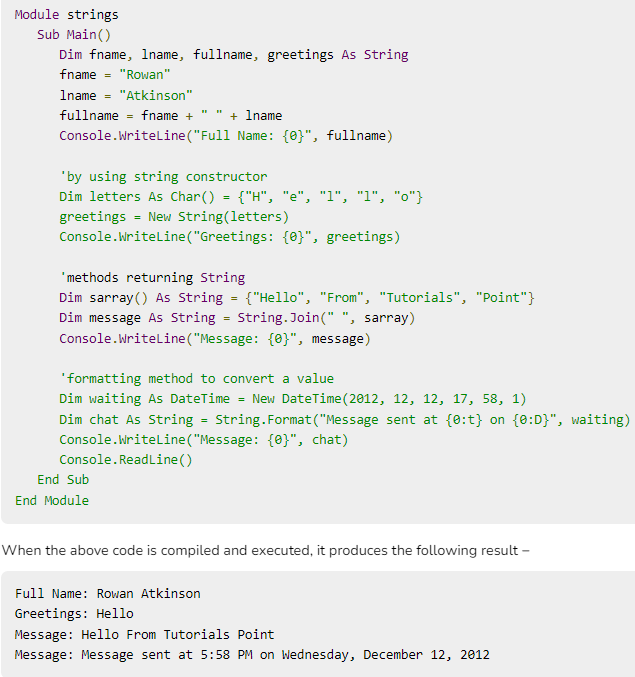 Module strings
Sub Main()
Dim fname, lname, fullname, greetings As String
fname = "Rowan"
lname = "Atkinson"
fullname = fname + " " + lname
Console.WriteLine("Full Name: {0}", fullname)
'by using string constructor
Dim letters As Char() = {"H", "e", "l", "l", "o"}
greetings = New String(letters)
Console.WriteLine("Greetings: {0}", greetings)
'methods returning String
Dim sarray() As String = {"Hello", "From", "Tutorials", "Point"}
Dim message As String = String.Join(" ", sarray)
Console.WriteLine("Message: {0}", message)
'formatting method to convert a value
Dim waiting As DateTime = New DateTime(2012, 12, 12, 17, 58, 1)
Dim chat As String = String.Format("Message sent at {0:t} on {0:D}", waiting)
Console.WriteLine("Message: {0}", chat)
Console.ReadLine()
End Sub
End Module
When the above code is compiled and executed, it produces the following result –
Full Name: Rowan Atkinson
Greetings: Hello
Message: Hello From Tutorials Point
Message: Message sent at 5:58 PM on Wednesday, December 12, 2012